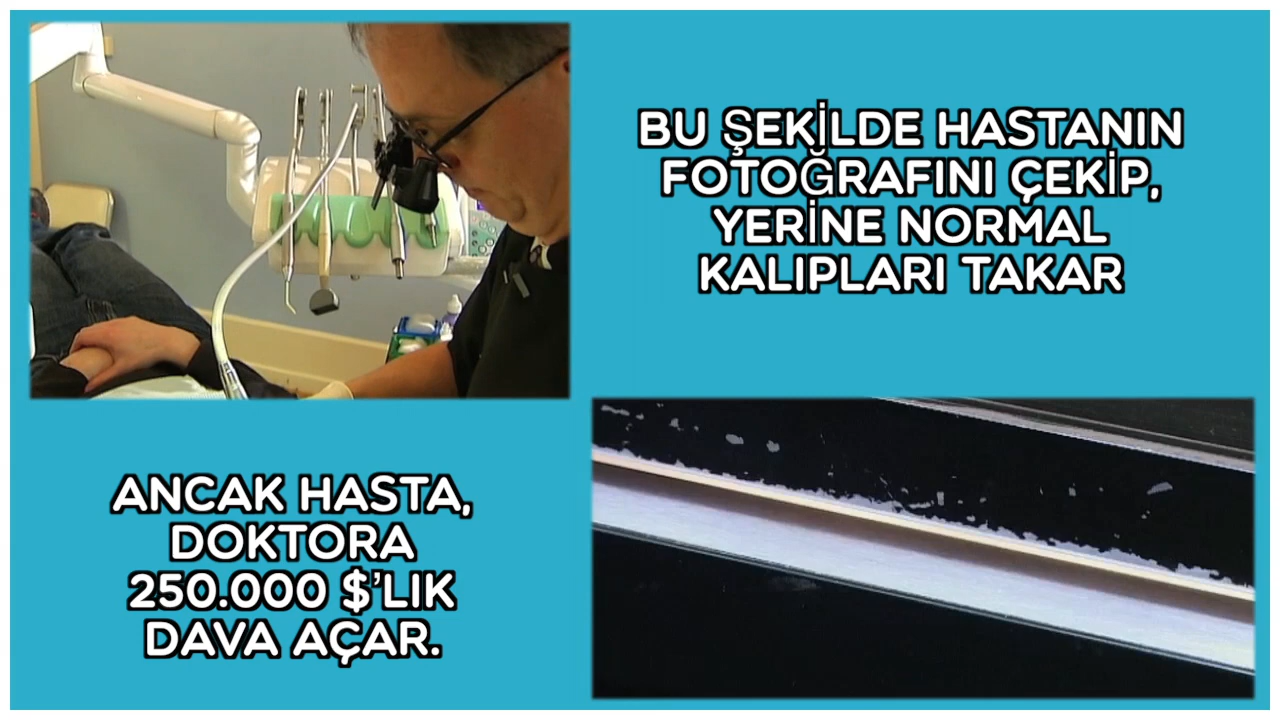 BU ŞEKİLDE HASTANIN
FOTOĞRAFINI ÇEKİP,
YERİNE NORMAL
KALIPLARI TAKAR
ANCAK HASTA,
DOKTORA
250.000 $'LIK
DAVA AÇAR.